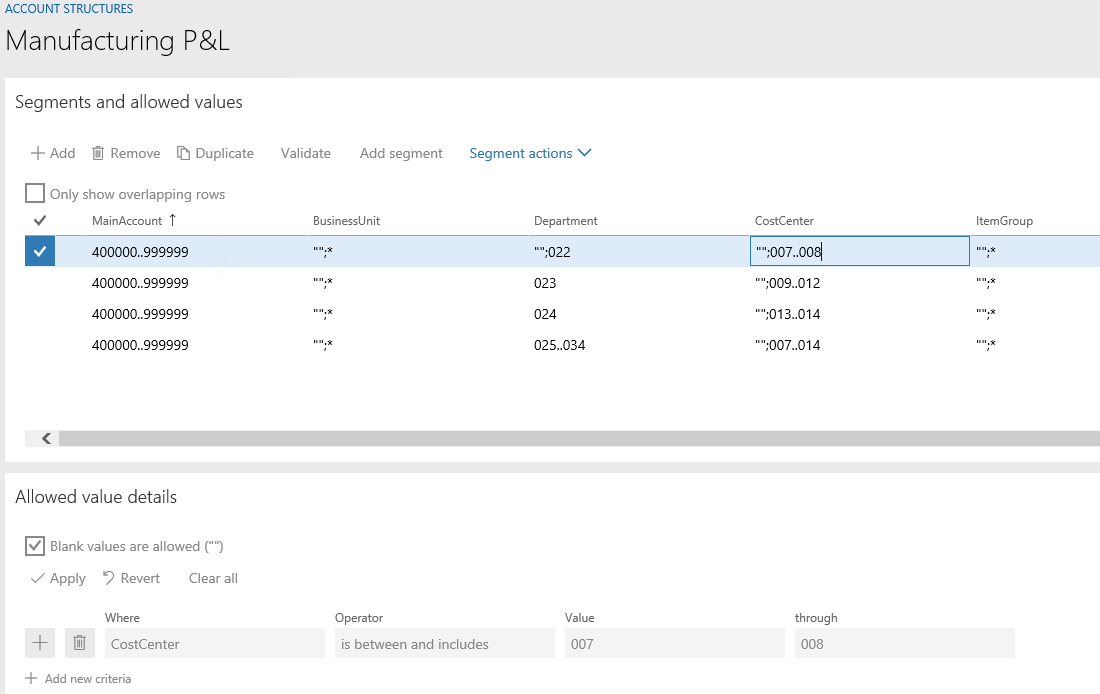 ACCOUNT STRUCTURES
Manufacturing P&L
Segments and allowed values
Add Remove Duplicate Validate Add segment Segment actions
Only show overlapping rows
MainAccount ↑ BusinessUnit Department CostCenter ItemGroup
400000..999999 "";* "";022 "";007..008 "";*
400000..999999 "";* 023 "";009..012 "";*
400000..999999 "";* 024 "";013..014 "";*
400000..999999 "";* 025..034 "";007..014 "";*
Allowed value details
Blank values are allowed ("")
Apply Revert Clear all
Where Operator Value through
CostCenter is between and includes 007 008
Add new criteria